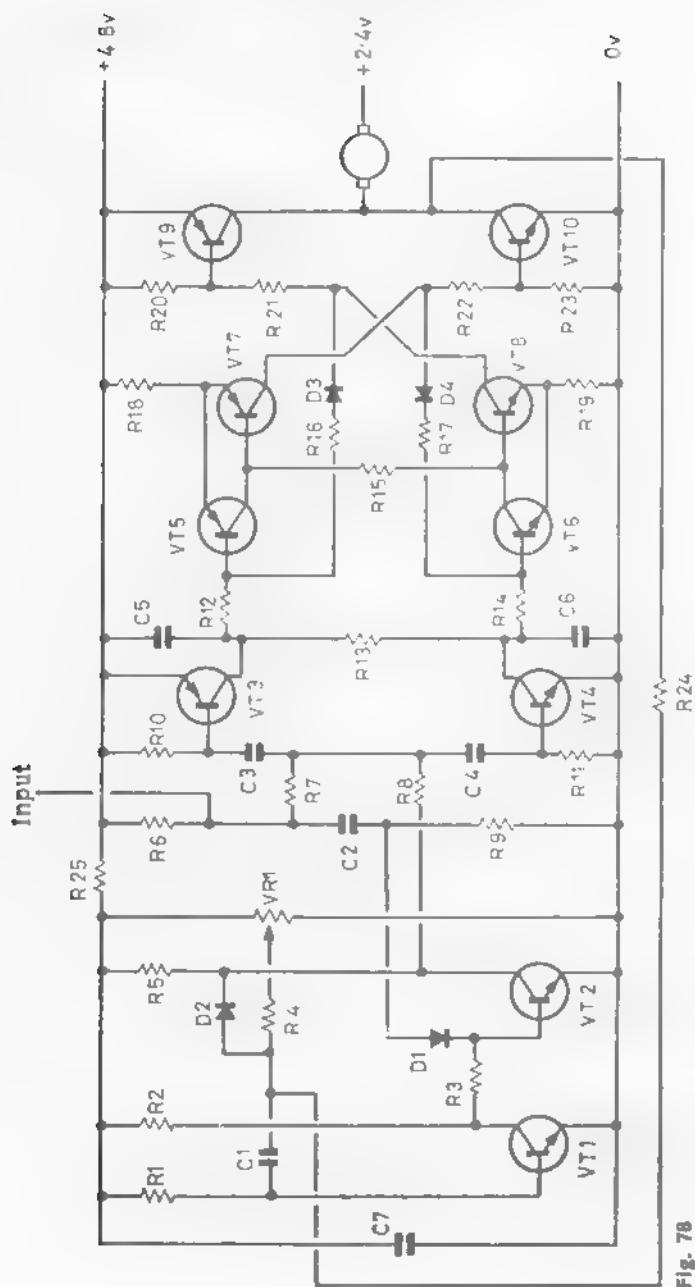 Input
+4 8v
+2·4v
0v
R25
R1
R2
R5
R6
R10
C5
R18
R20
VT9
D2
VR1
R4
C1
C7
R3
D1
VT1
VT2
C2
R7
C3
R8
C4
R9
R11
VT3
VT4
R12
R13
R14
C6
VT5
VT6
VT7
VT8
R15
R16
D3
R17
D4
R19
R21
R22
R23
VT10
R24
Fig. 78